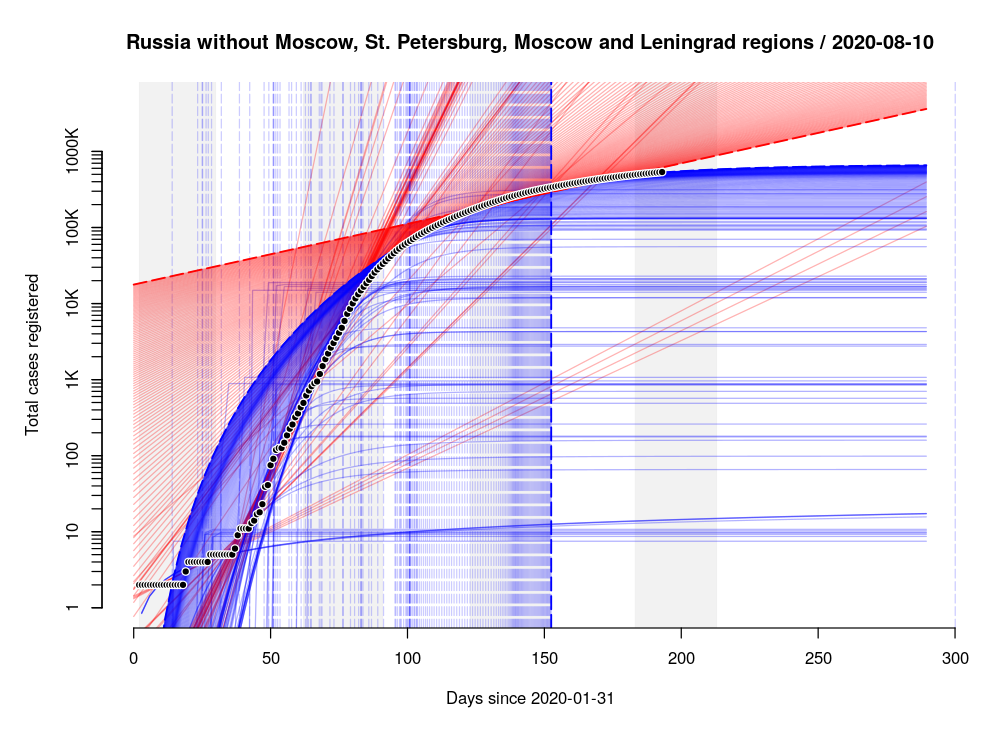 Russia without Moscow, St. Petersburg, Moscow and Leningrad regions / 2020-08-10
Total cases registered
1000K
100K
10K
1K
100
10
1
0 50 100 150 200 250 300
Days since 2020-01-31